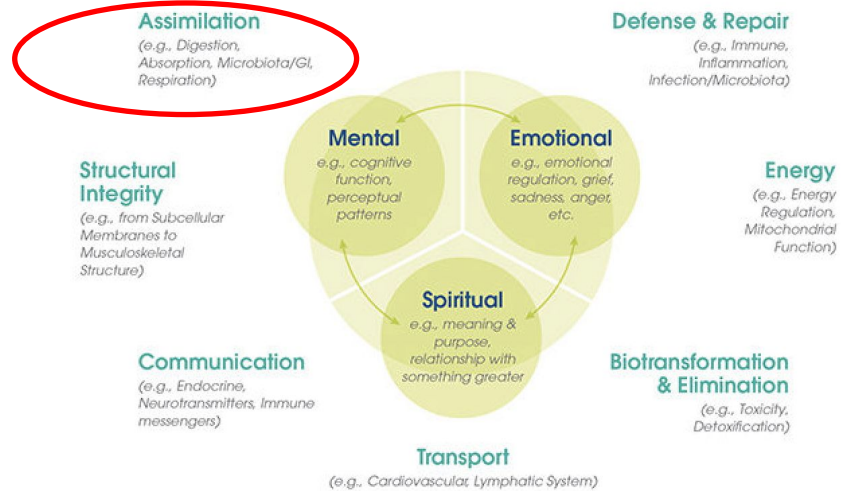 Assimilation
(e.g., Digestion,
Absorption, Microbiota/GI,
Respiration)
Defense & Repair
(e.g., Immune,
Inflammation,
Infection/Microbiota)
Mental
e.g., cognitive
function,
perceptual
patterns
Emotional
e.g., emotional
regulation, grief,
sadness, anger,
etc.
Structural
Integrity
(e.g., from Subcellular
Membranes to
Musculoskeletal
Structure)
Energy
(e.g., Energy
Regulation,
Mitochondrial
Function)
Spiritual
e.g., meaning &
purpose,
relationship with
something greater
Communication
(e.g., Endocrine,
Neurotransmitters, Immune
messengers)
Biotransformation
& Elimination
(e.g., Toxicity,
Detoxification)
Transport
(e.g., Cardiovascular, Lymphatic System)